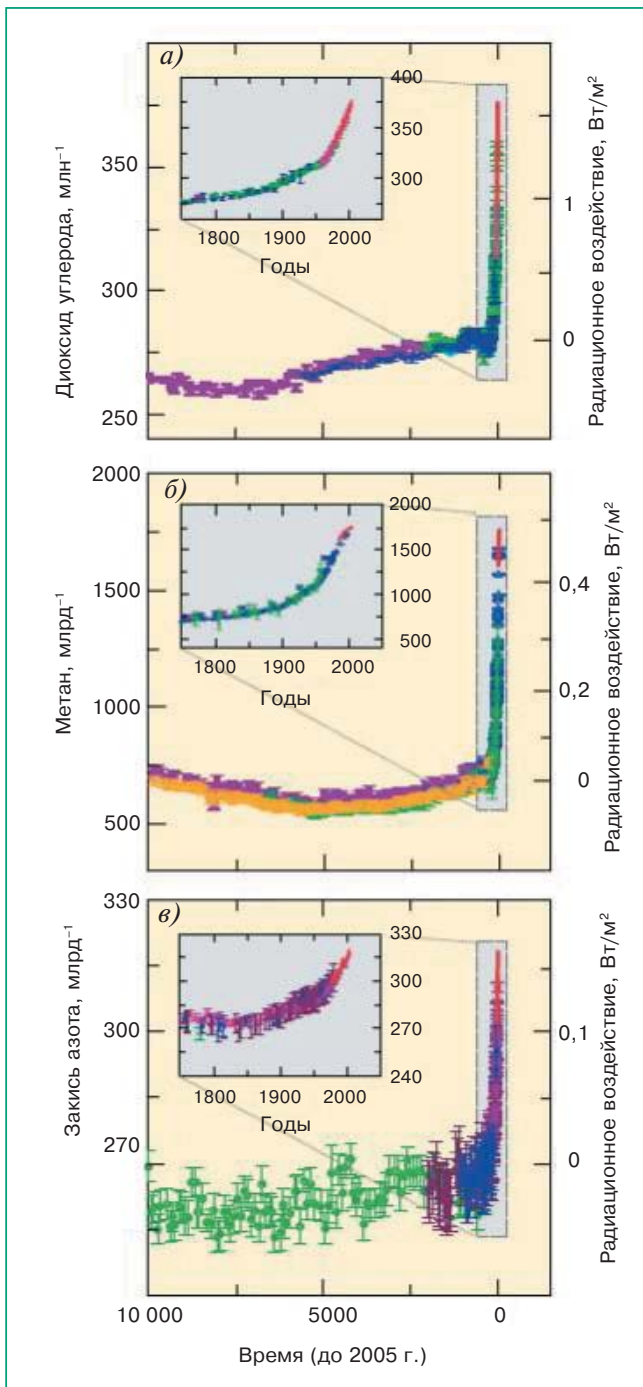 а)
400
350
300
1800 1900 2000
Годы
350
300
250
Диоксид углерода, млн⁻¹
1
0
Радиационное воздействие, Вт/м²
б)
2000
1500
1000
500
1800 1900 2000
Годы
2000
1500
1000
500
Метан, млрд⁻¹
0,4
0,2
0
Радиационное воздействие, Вт/м²
в)
330
300
270
240
1800 1900 2000
Годы
330
300
270
Закись азота, млрд⁻¹
0,1
0
Радиационное воздействие, Вт/м²
10 000 5000 0
Время (до 2005 г.)